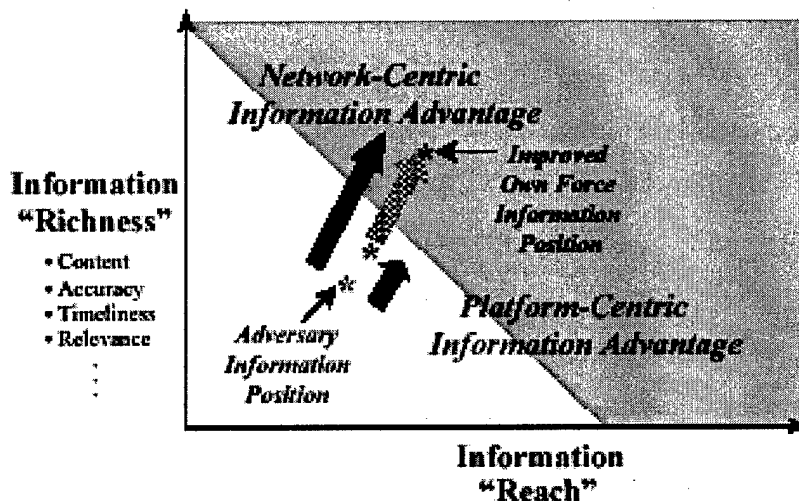 Network-Centric
Information Advantage
Improved
Own Force
Information
Position
Information
“Richness”
• Content
• Accuracy
• Timeliness
• Relevance
.
.
.
*
*
*
Adversary
Information
Position
Platform-Centric
Information Advantage
Information
“Reach”